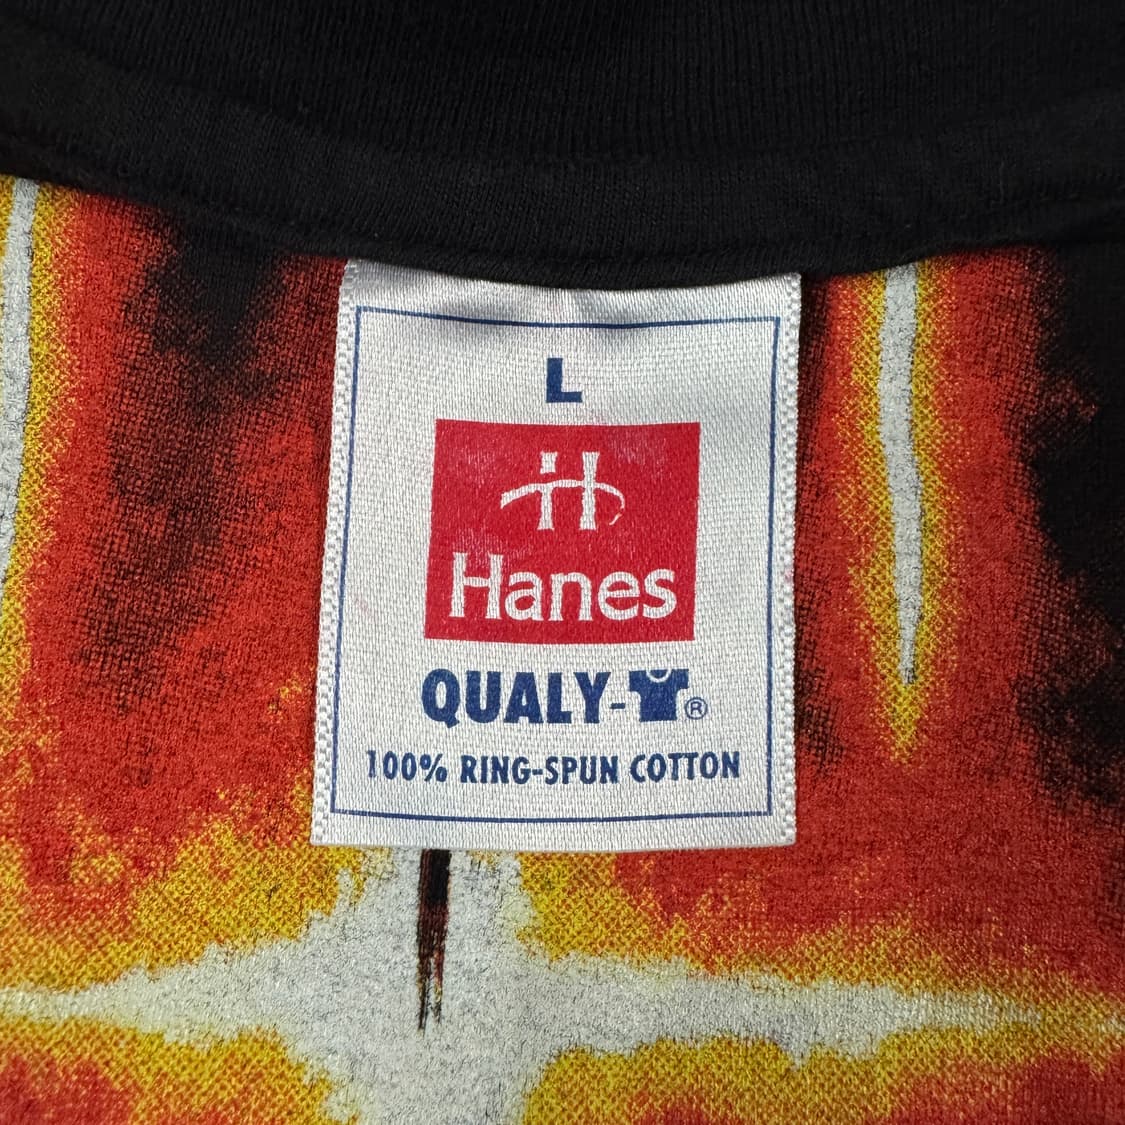 L
H
Hanes
QUALY-T®
100% RING-SPUN COTTON